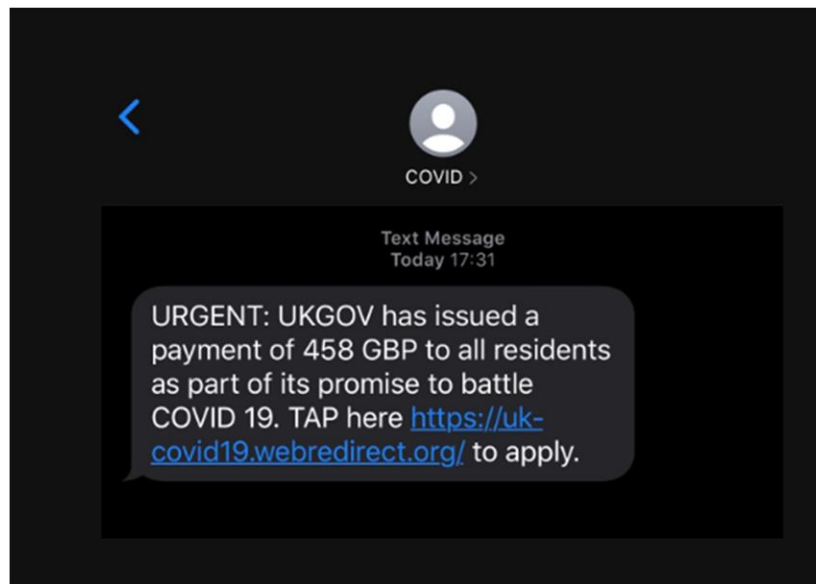 COVID >
Text Message
Today 17:31
URGENT: UKGOV has issued a
payment of 458 GBP to all residents
as part of its promise to battle
COVID 19. TAP here https://uk-
covid19.webredirect.org/ to apply.